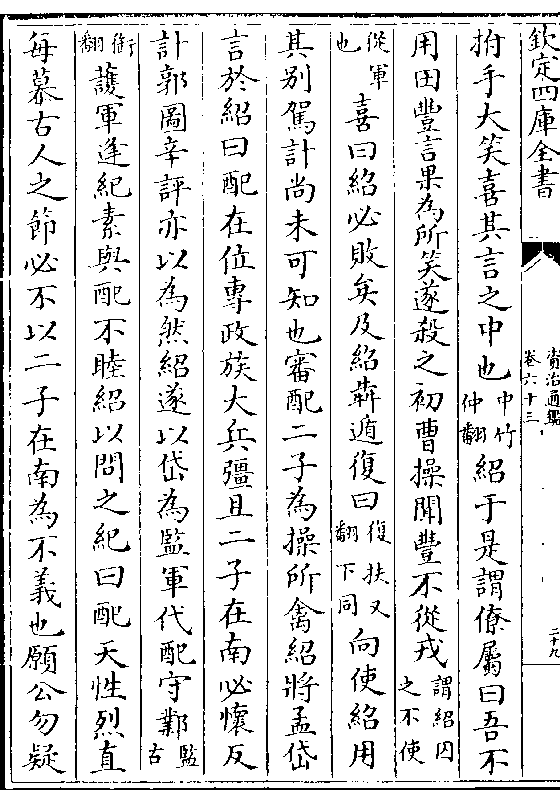 欽定四庫全書
資治通鑑
卷六十三
二十九
拊手大笑喜其言之中也中竹仲翻紹于是謂僚屬曰吾不
用田豐言果為所笑遂殺之初曹操聞豐不從戎謂紹囚之不使
從軍也喜曰紹必敗矣及紹奔遁復曰復扶又翻下同向使紹用
其别駕計尚未可知也審配二子為操所禽紹將孟岱
言於紹曰配在位專政族大兵彊且二子在南必懷反
計郭圖辛評亦以為然紹遂以岱為監軍代配守鄴監古
銜翻護軍逄紀素與配不睦紹以問之紀曰配天性烈直
每慕古人之節必不以二子在南為不義也願公勿疑